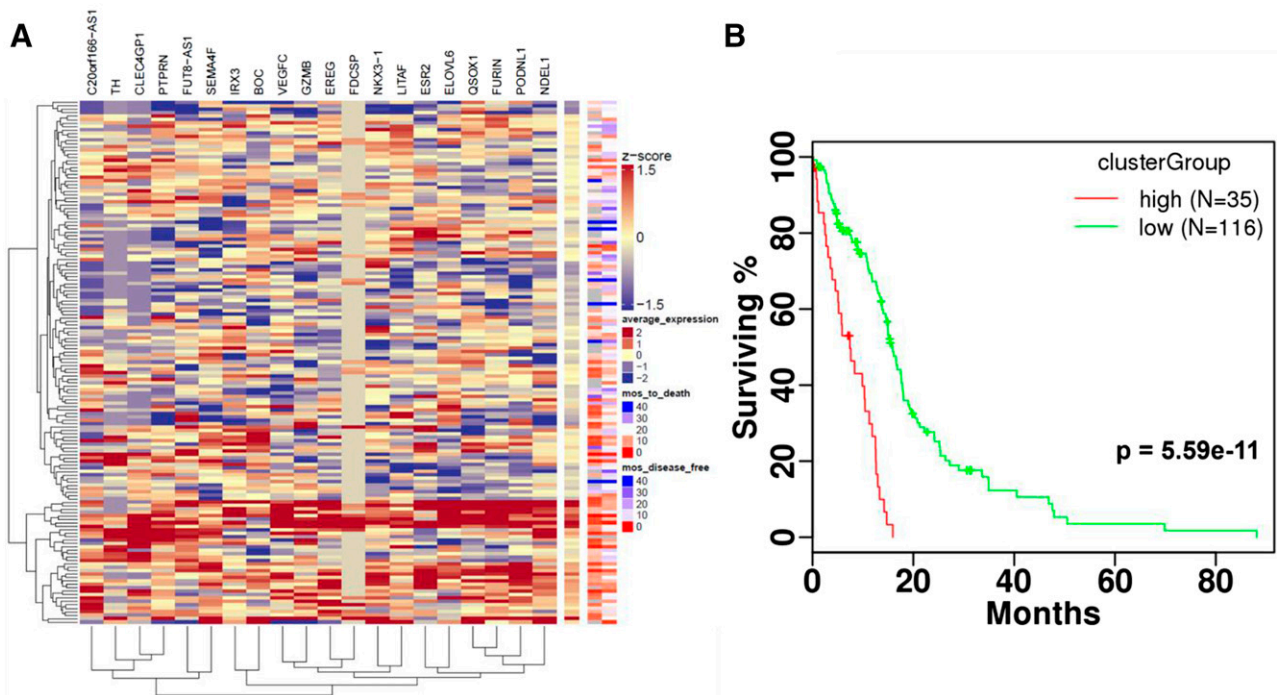 A
B
C20orf166-AS1
TH
CLEC4GP1
PTPRN
FUT8-AS1
SEMA4F
IRX3
BOC
VEGFC
GZMB
EREG
FDCSP
NKX3-1
LITAF
ESR2
ELOVL6
QSOX1
FURIN
PODNL1
NDEL1
z-score
1.5
0
-1.5
average_expression
2
1
0
-1
-2
mos_to_death
40
30
20
10
0
mos_disease_free
40
30
20
10
0
Surviving %
100
80
60
40
20
0
clusterGroup
high (N=35)
low (N=116)
p = 5.59e-11
0 20 40 60 80
Months